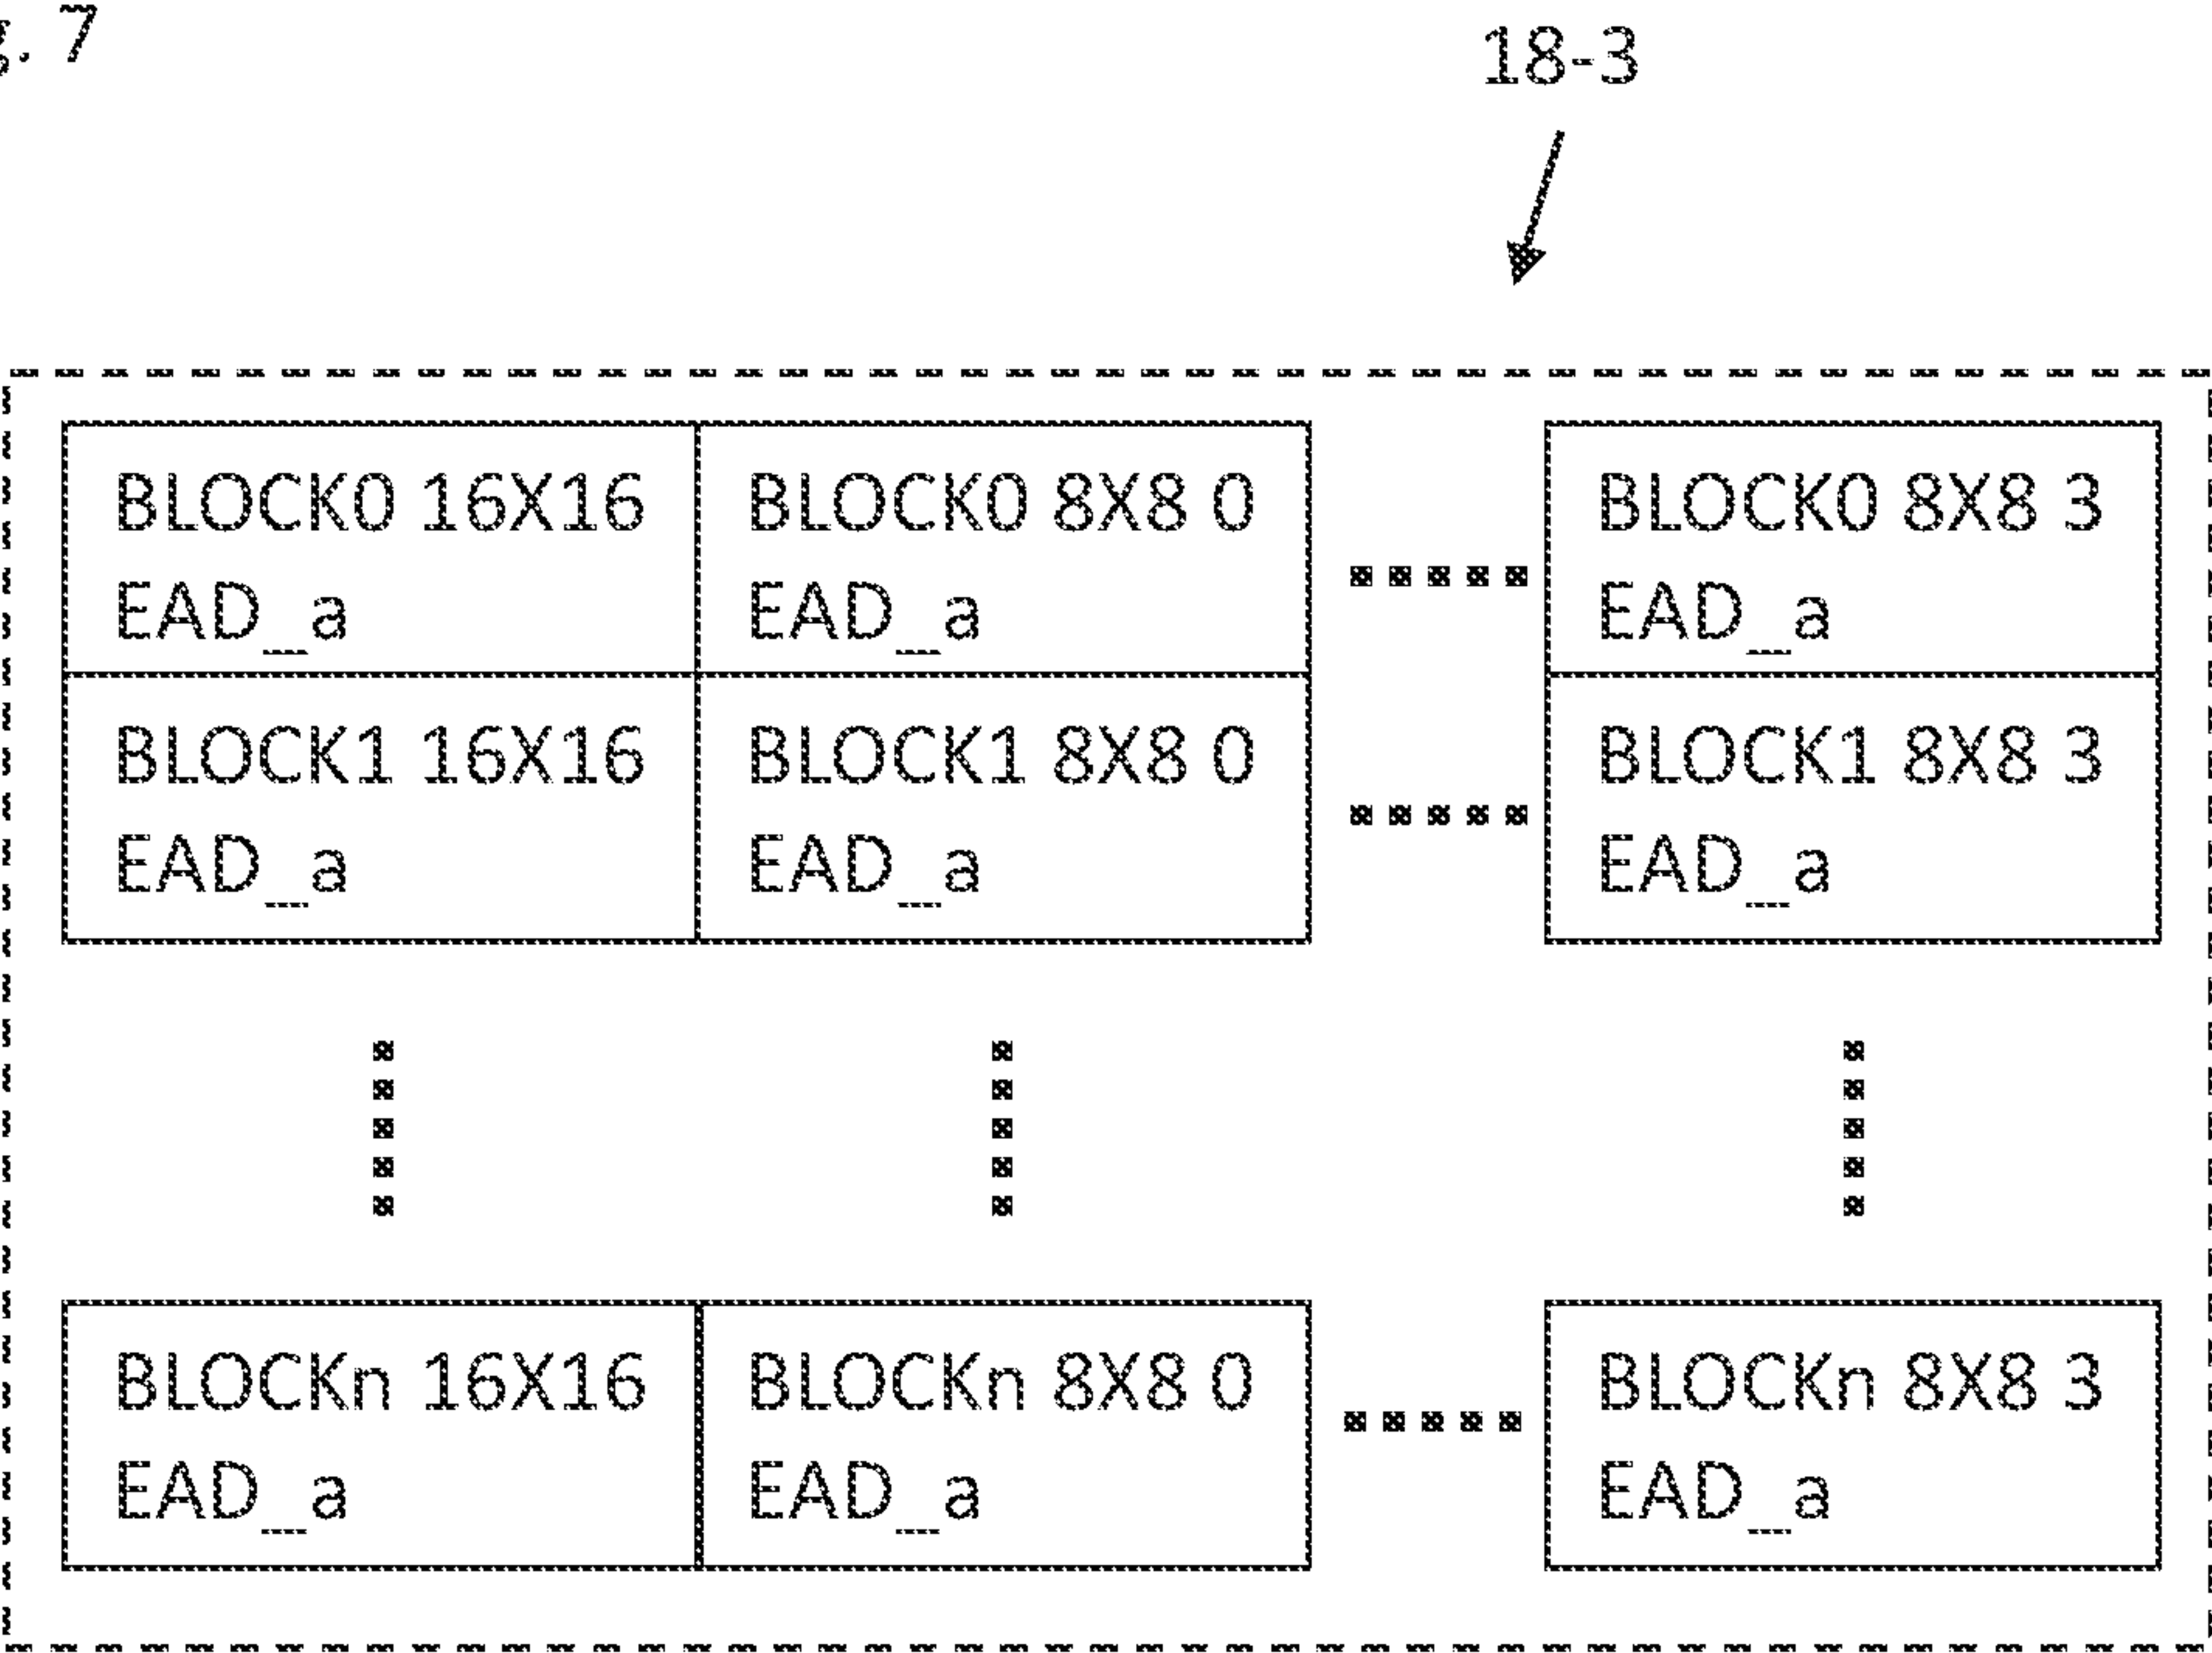 g. 7
18-3
BLOCK0 16X16
EAD_a
BLOCK0 8X8 0
EAD_a
BLOCK0 8X8 3
EAD_a
BLOCK1 16X16
EAD_a
BLOCK1 8X8 0
EAD_a
BLOCK1 8X8 3
EAD_a
BLOCKn 16X16
EAD_a
BLOCKn 8X8 0
EAD_a
BLOCKn 8X8 3
EAD_a